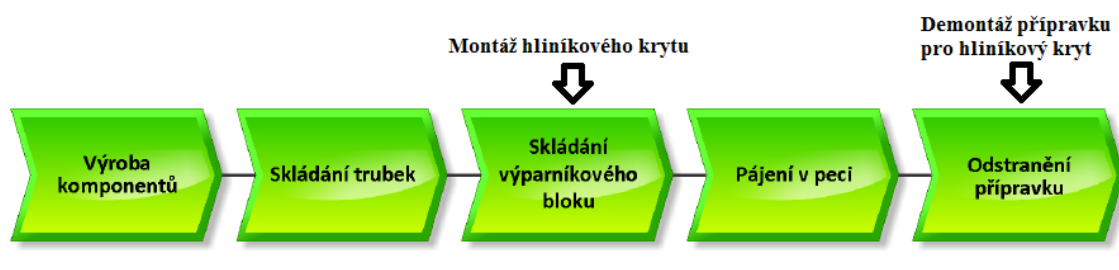 Montáž hliníkového krytu
Demontáž přípravku
pro hliníkový kryt
Výroba
komponentů
Skládání trubek
Skládání
výparníkového
bloku
Pájení v peci
Odstranění
přípravku